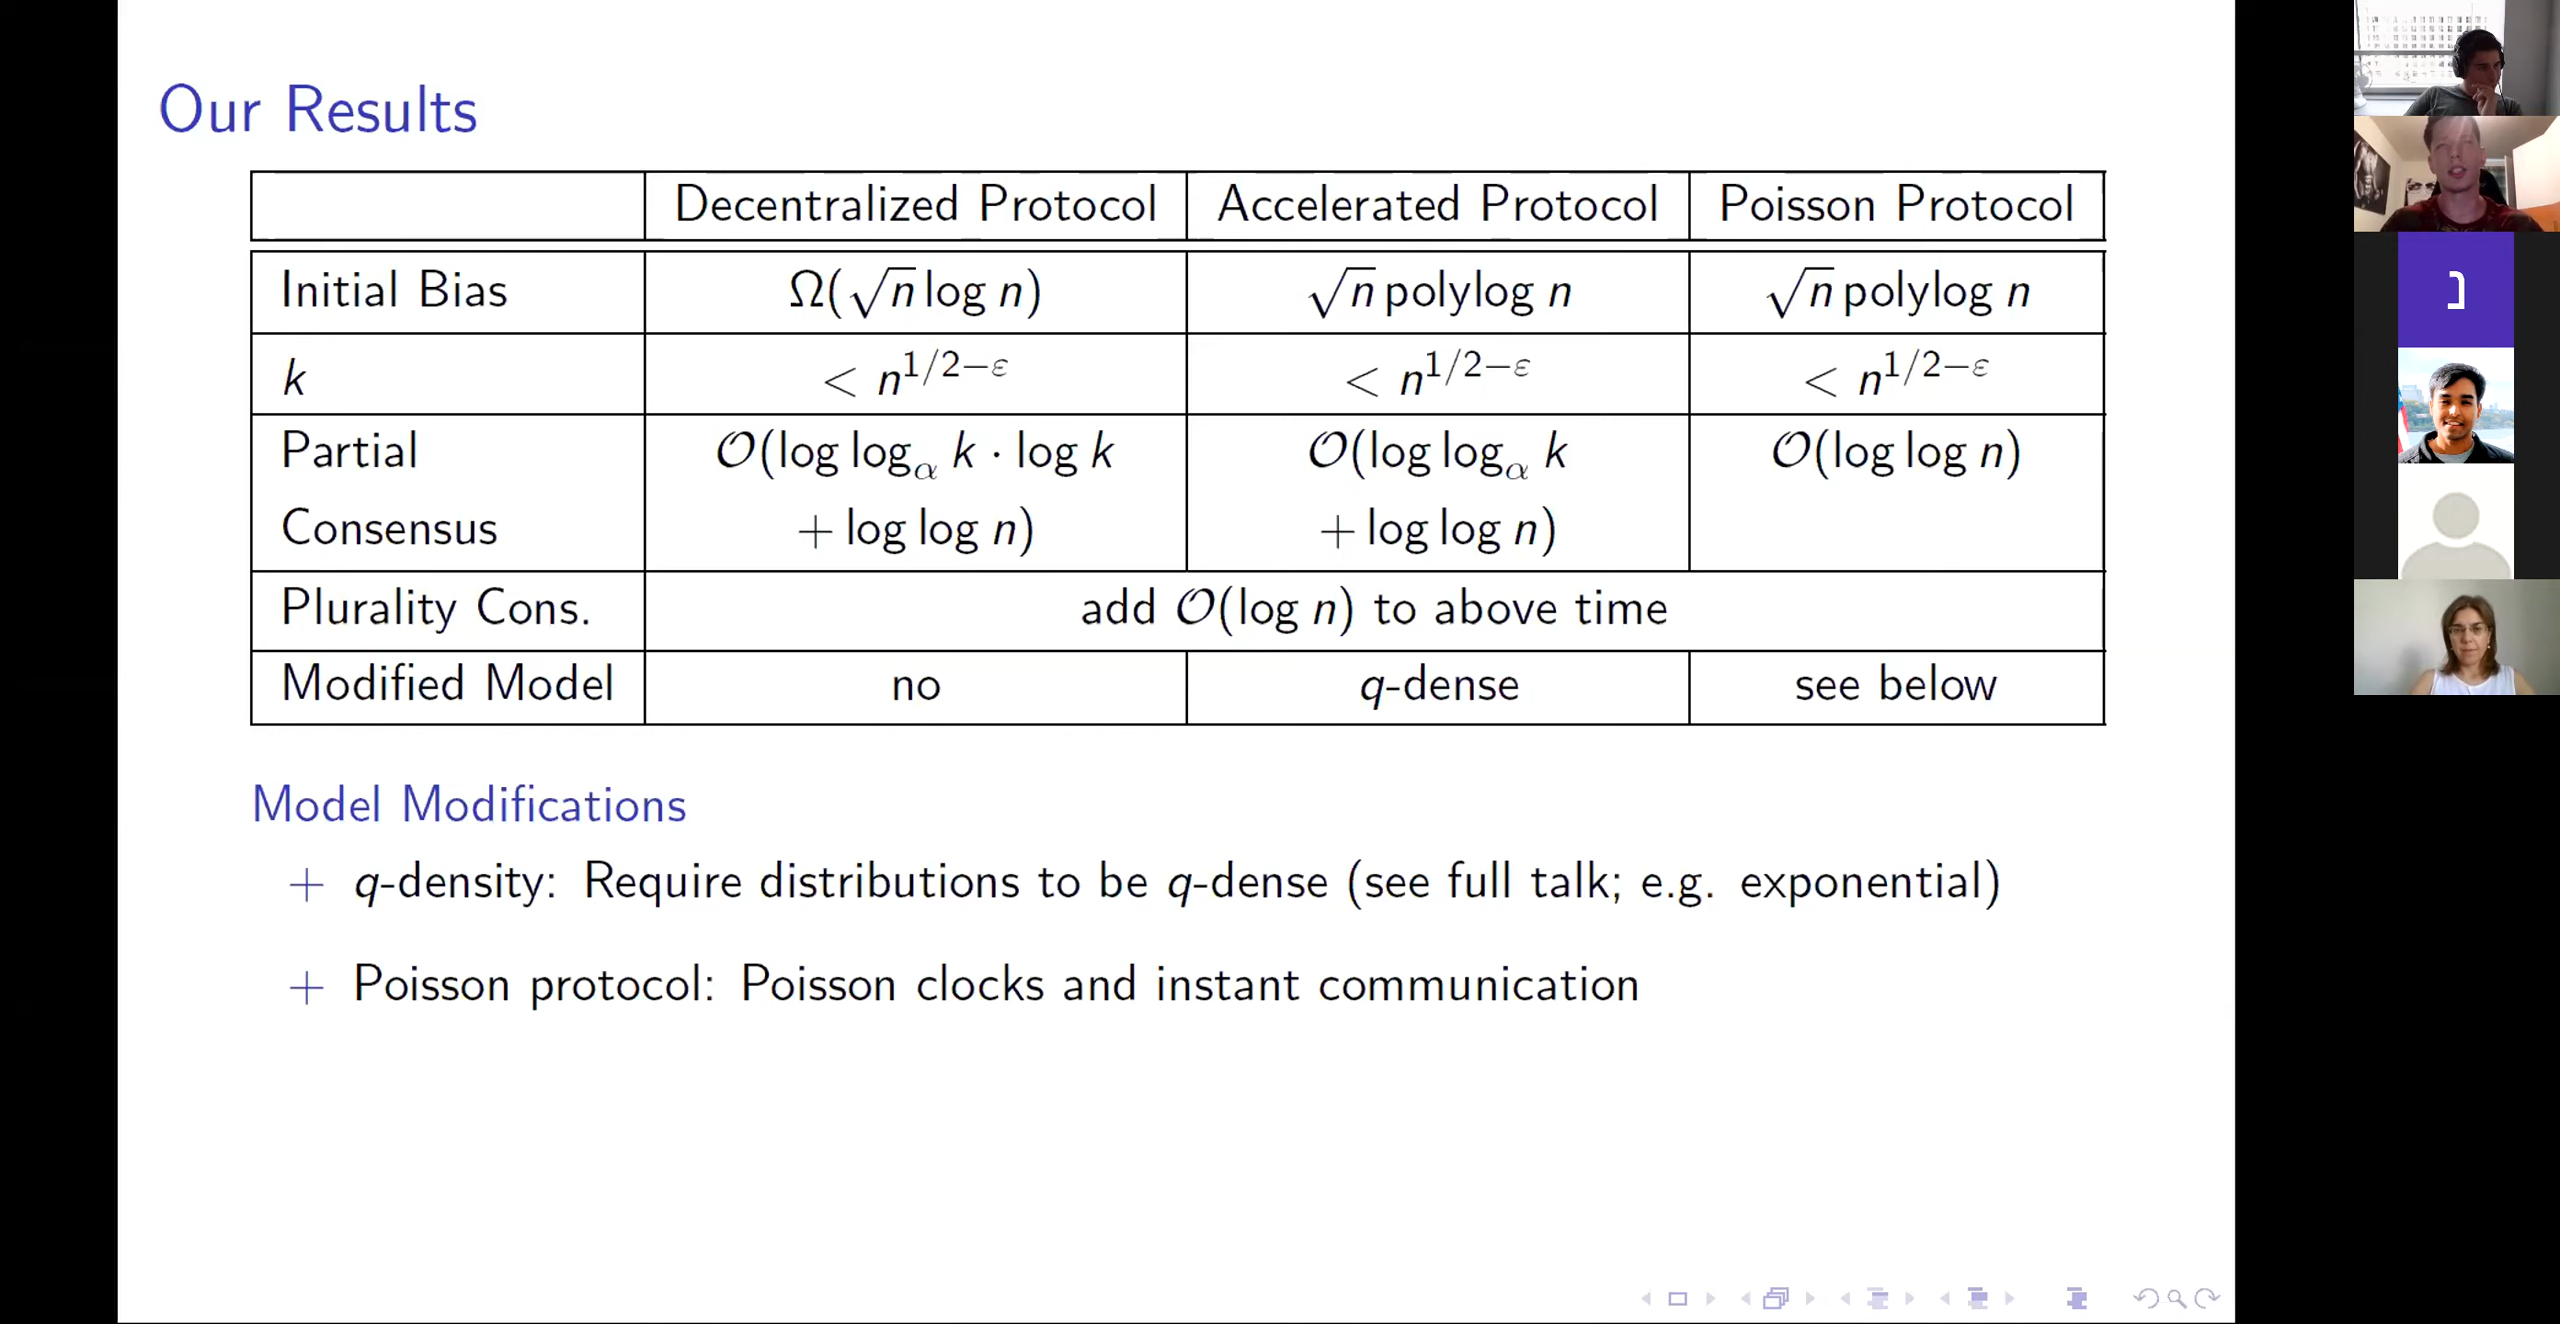 Our Results
Decentralized Protocol Accelerated Protocol Poisson Protocol
Initial Bias Ω(√n log n) √n polylog n √n polylog n
k < n^{1/2−ε} < n^{1/2−ε} < n^{1/2−ε}
Partial 𝒪(log log_α k · log k 𝒪(log log_α k 𝒪(log log n)
Consensus + log log n) + log log n)
Plurality Cons. add 𝒪(log n) to above time
Modified Model no q-dense see below
Model Modifications
+ q-density: Require distributions to be q-dense (see full talk; e.g. exponential)
+ Poisson protocol: Poisson clocks and instant communication
נ